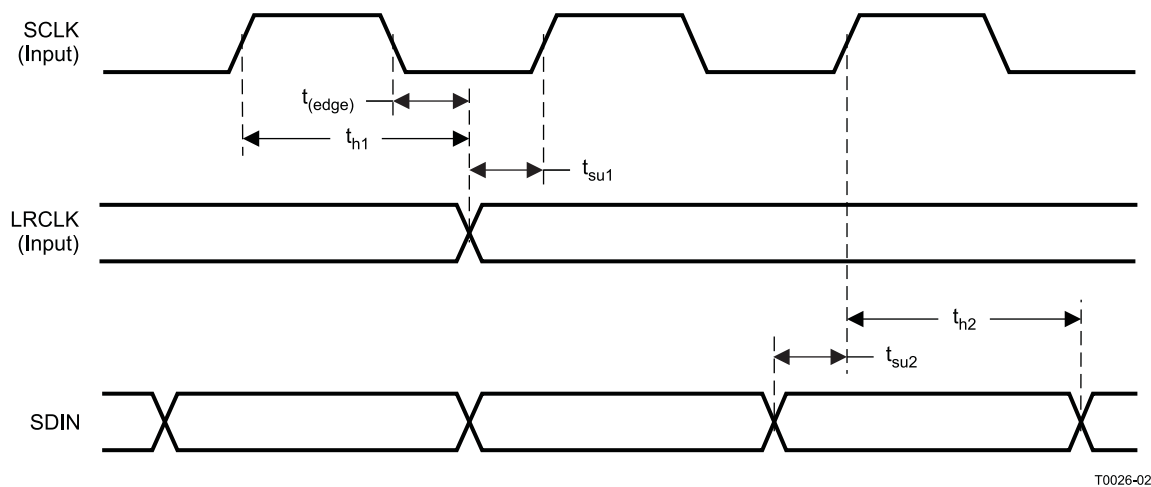 SCLK
(Input)
t(edge)
th1
tsu1
LRCLK
(Input)
th2
tsu2
SDIN
T0026-02